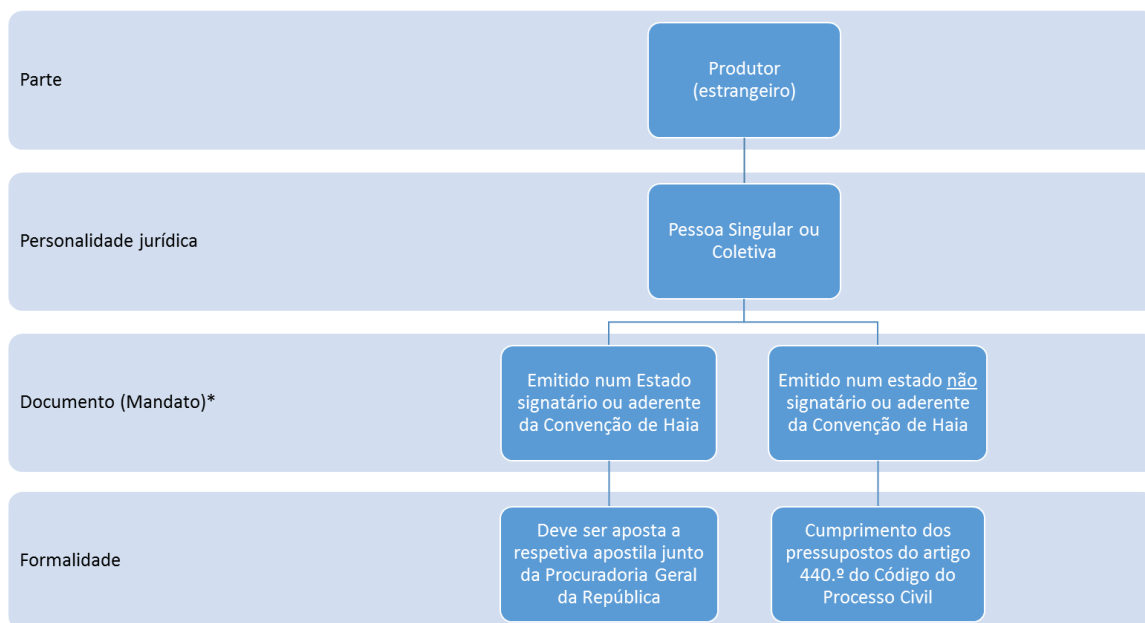 Parte
Produtor
(estrangeiro)
Personalidade jurídica
Pessoa Singular ou
Coletiva
Documento (Mandato)*
Emitido num Estado
signatário ou aderente
da Convenção de Haia
Emitido num estado não
signatário ou aderente
da Convenção de Haia
Formalidade
Deve ser aposta a
respetiva apostila junto
da Procuradoria Geral
da República
Cumprimento dos
pressupostos do artigo
440.º do Código do
Processo Civil